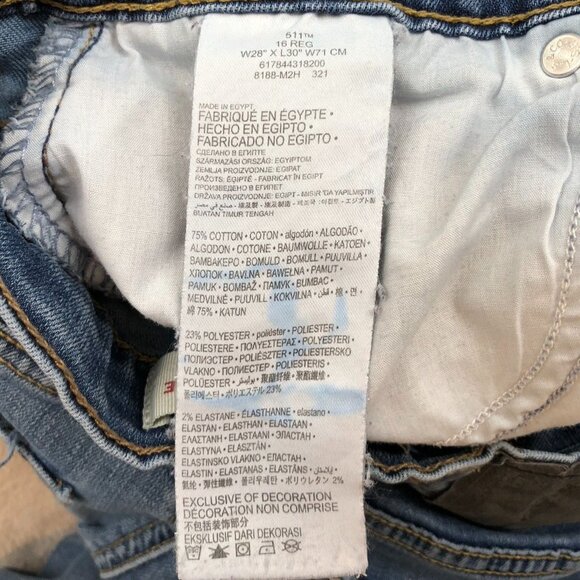 511™
16 REG
W28" X L30" W71 CM
617844318200
8188-M2H 321
MADE IN EGYPT
FABRIQUÉ EN ÉGYPTE •
HECHO EN EGIPTO •
FABRICADO NO EGIPTO •
СДЕЛАНО В ЕГИПТЕ
SZÁRMAZÁSI ORSZÁG: EGYIPTOM
ZEMLJA PROIZVODNJE: EGIPAT
RAŽOTS: ĒĢIPTĒ • FABRICAT ÎN EGIPT
ПРОИЗВЕДЕНО В ЕГИПЕТ
DRŽAVA PROIZVODNJE: EGIPT • MISIR'DA YAPILMIŞTIR
BUATAN TIMUR TENGAH
75% COTTON • COTON • algodón • ALGODÃO •
ALGODON • COTONE • BAUMWOLLE • KATOEN •
ΒΑΜΒΑΚΕΡΟ • BOMULD • BOMULL • PUUVILLA •
ХЛОПОК • BAVLNA • BAWEŁNA • PAMUT •
PAMUK • BOMBAŽ • ПАМУК • BUMBAC •
MEDVILNĖ • PUUVILL • KOKVILNA • قطن • 棉 • 면 •
綿 75% • KATUN
23% POLYESTER • poliéster • POLIESTER •
POLIESTERE • ΠΟΛΥΕΣΤΕΡΑΣ • POLYESTERI •
ПОЛИЭСТЕР • POLIÉSZTER • POLIESTERSKO
VLAKNO • ПОЛИЕСТЕР • POLIESTERIS •
POLÜESTER • بوليستر • 聚酯纤维 • 聚酯纖維 •
폴리에스터 • ポリエステル 23%
2% ELASTANE • ÉLASTHANNE • elastano •
ELASTAN • ELASTHAN • ELASTAAN •
ΕΛΑΣΤΑΝΗ • ELASTAANI • ЭЛАСТАН •
ELASTYNA • ELASZTÁN •
ELASTINSKO VLAKNO • ЕЛАСТАН •
ELASTIN • ELASTANAS • ELASTĀNS •
氨纶 • 彈性纖維 • 폴리우레탄 • ポリウレタン 2%
EXCLUSIVE OF DECORATION
DÉCORATION NON COMPRISE
不包括装饰部分
EKSKLUSIF DARI DEKORASI